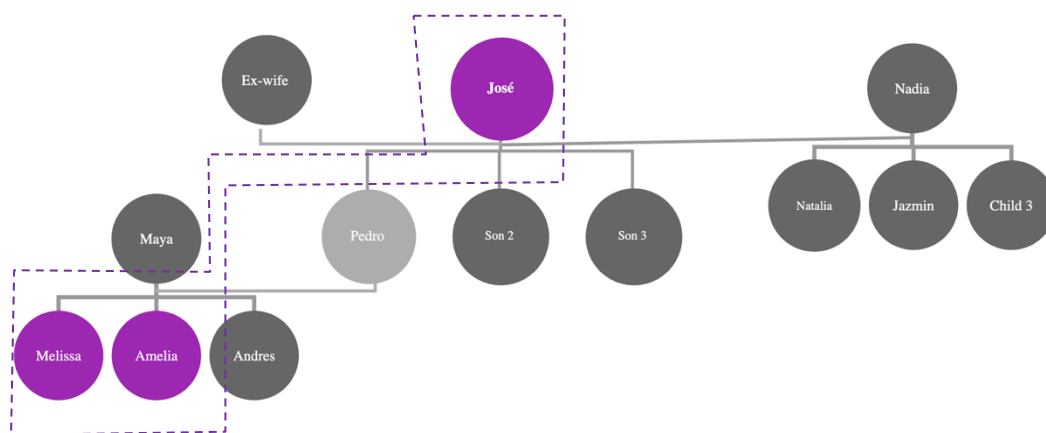 Ex-wife
José
Nadia
Maya
Pedro
Son 2
Son 3
Natalia
Jazmin
Child 3
Melissa
Amelia
Andres